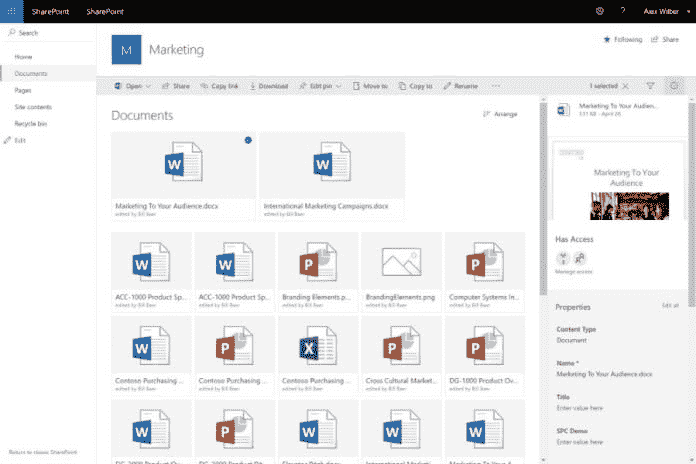 SharePoint SharePoint ? Alex Wilber
Search
Home
Documents
Pages
Site contents
Recycle bin
Edit
Return to classic SharePoint
M Marketing
Following Share
Open Share Copy link Download Edit pin Move to Copy to Rename ... 1 selected
Documents
Arrange
Marketing To Your Audience.docx
edited by Bill Baer
International Marketing Campaigns.docx
edited by Bill Baer
ACC-1000 Product Sp...
edited by Bill Baer
ACC-1000 Product Sp...
edited by Bill Baer
Branding Elements.p...
edited by Bill Baer
BrandingElements.png
edited by Bill Baer
Computer Systems In...
edited by Bill Baer
Contoso Purchasing ...
edited by Bill Baer
Contoso Purchasing ...
edited by Bill Baer
Contoso Purchasing ...
edited by Bill Baer
Cross Cultural Market...
edited by Bill Baer
DG-1000 Product Ov...
edited by Bill Baer
Marketing To Your Audien...
April 20
Marketing To Your
Audience
Has Access
Manage access
Properties Edit all
Content Type
Document
Name *
Marketing To Your Audience.docx
Title
Enter value here
SPC Demo
Enter value here